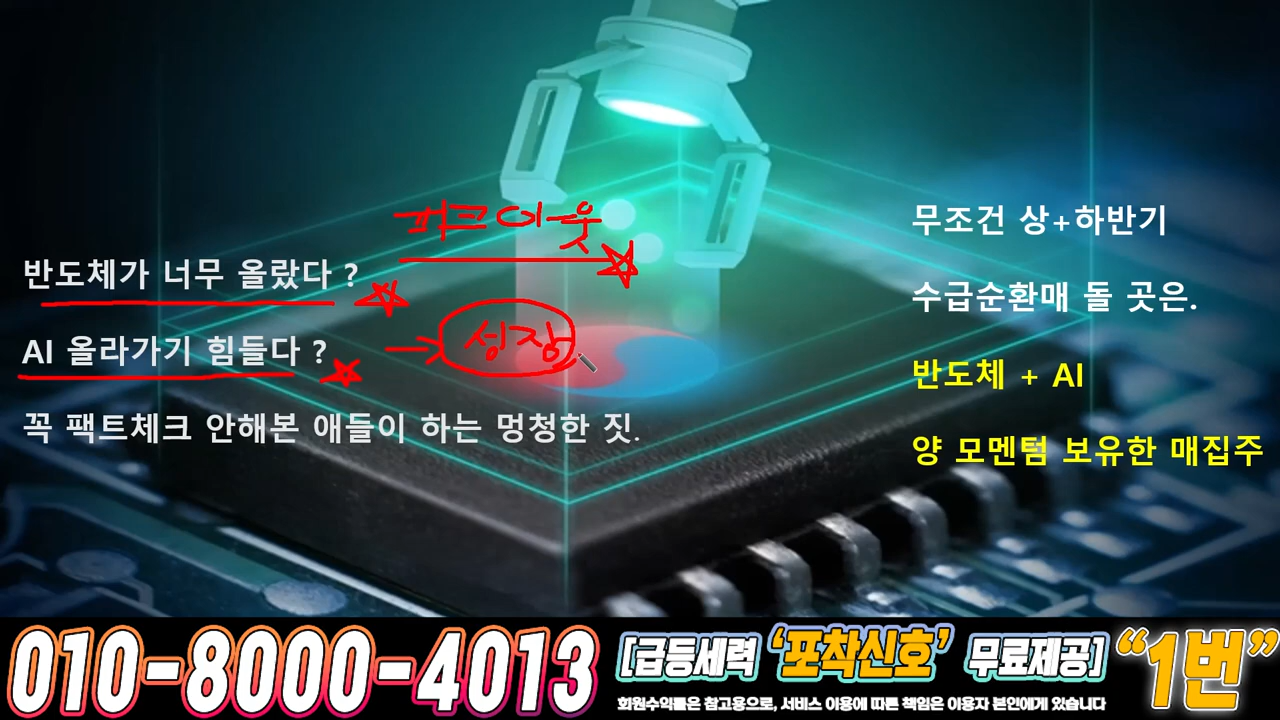 피크아웃
반도체가 너무 올랐다 ?
AI 올라가기 힘들다 ?
성장
꼭 팩트체크 안해본 애들이 하는 멍청한 짓.
무조건 상+하반기
수급순환매 돌 곳은.
반도체 + AI
양 모멘텀 보유한 매집주
010-8000-4013
[급등세력 ‘포착신호’ 무료제공] “1번”
회원수익률은 참고용으로, 서비스 이용에 따른 책임은 이용자 본인에게 있습니다